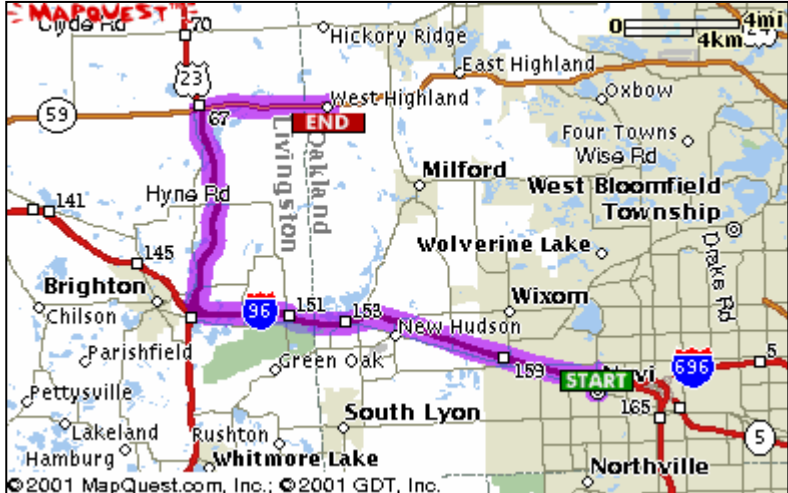 MAPQUEST
Clyde Rd
70
Hickory Ridge
0 4mi
4km
24
23
East Highland
59
67
West Highland
END
Oxbow
Four Towns
Wise Rd
Livingston
Oakland
Milford
West Bloomfield
Township
Hyne Rd
141
145
Wolverine Lake
Drake Rd
Brighton
Chilson
96
151
153
New Hudson
Wixom
Parishfield
Green Oak
159
START
Novi
696
5
165
Pettysville
South Lyon
Lakeland
Rushton
5
Hamburg
Whitmore Lake
Northville
©2001 MapQuest.com, Inc.; ©2001 GDT, Inc.